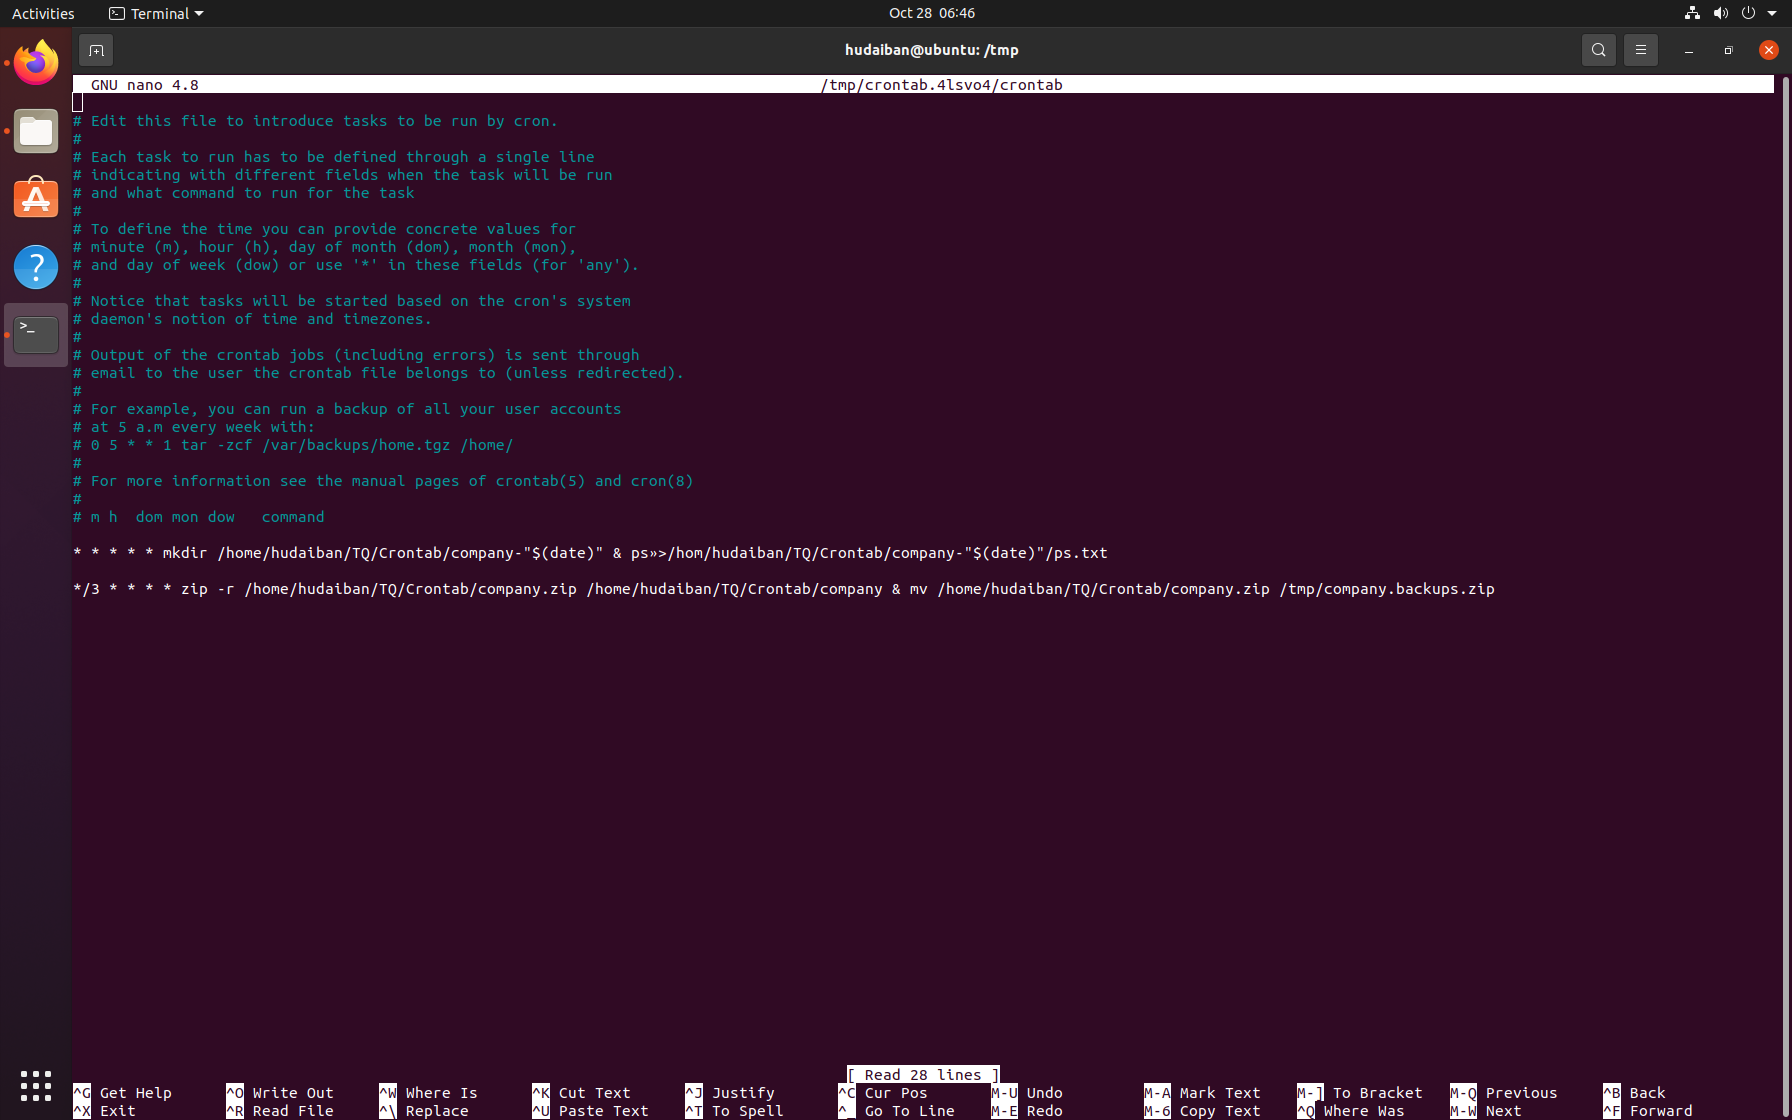 Activities Terminal Oct 28 06:46
hudaiban@ubuntu: /tmp
GNU nano 4.8 /tmp/crontab.4lsvo4/crontab
# Edit this file to introduce tasks to be run by cron.
#
# Each task to run has to be defined through a single line
# indicating with different fields when the task will be run
# and what command to run for the task
#
# To define the time you can provide concrete values for
# minute (m), hour (h), day of month (dom), month (mon),
# and day of week (dow) or use '*' in these fields (for 'any').
#
# Notice that tasks will be started based on the cron's system
# daemon's notion of time and timezones.
#
# Output of the crontab jobs (including errors) is sent through
# email to the user the crontab file belongs to (unless redirected).
#
# For example, you can run a backup of all your user accounts
# at 5 a.m every week with:
# 0 5 * * 1 tar -zcf /var/backups/home.tgz /home/
#
# For more information see the manual pages of crontab(5) and cron(8)
#
# m h  dom mon dow   command
* * * * * mkdir /home/hudaiban/TQ/Crontab/company-"$(date)" & ps»>/hom/hudaiban/TQ/Crontab/company-"$(date)"/ps.txt
*/3 * * * * zip -r /home/hudaiban/TQ/Crontab/company.zip /home/hudaiban/TQ/Crontab/company & mv /home/hudaiban/TQ/Crontab/company.zip /tmp/company.backups.zip
[ Read 28 lines ]
^G Get Help ^O Write Out ^W Where Is ^K Cut Text ^J Justify ^C Cur Pos M-U Undo M-A Mark Text M-] To Bracket M-Q Previous ^B Back
^X Exit ^R Read File ^\ Replace ^U Paste Text ^T To Spell ^_ Go To Line M-E Redo M-6 Copy Text ^Q Where Was M-W Next ^F Forward